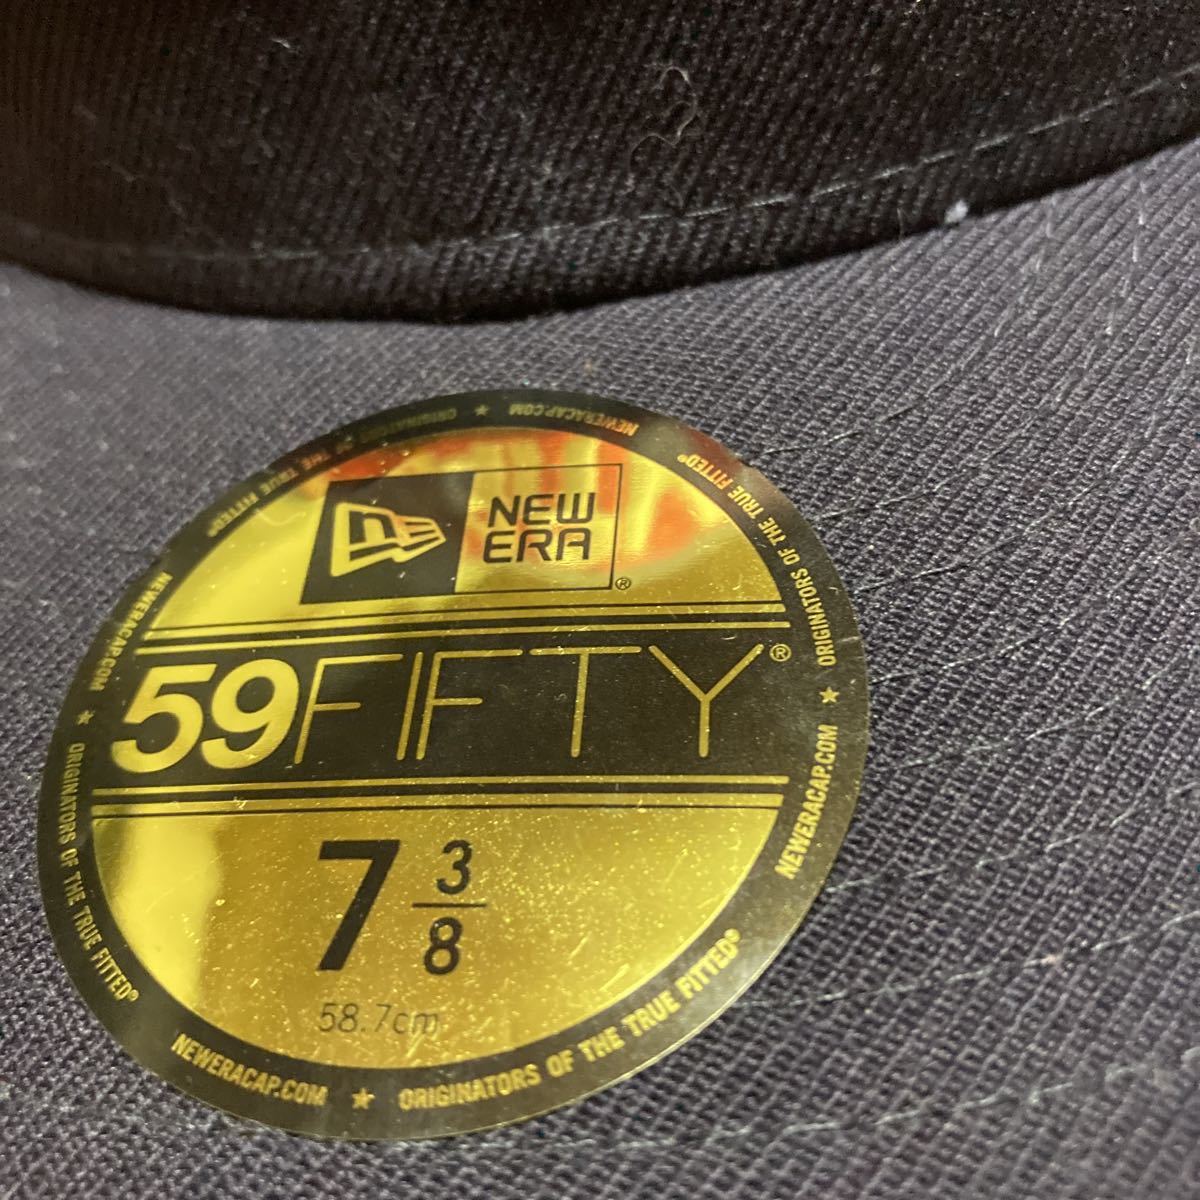 NEW
ERA
®
59FIFTY®
7 3/8
58.7cm
NEWERACAP.COM ★ ORIGINATORS OF THE TRUE FITTED®
NEWERACAP.COM ★ ORIGINATORS OF THE TRUE FITTED®
NEWERACAP.COM ★ ORIGINATORS OF THE TRUE FITTED®
NEWERACAP.COM ★ ORIGINATORS OF THE TRUE FITTED®